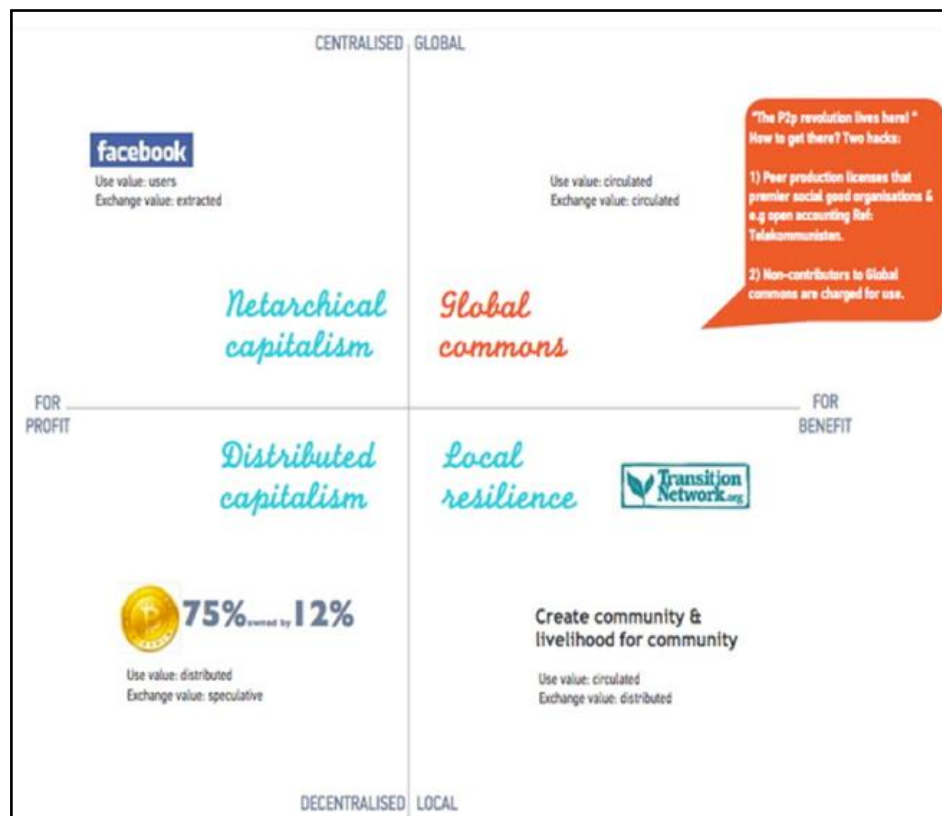 CENTRALISED GLOBAL
facebook
Use value: users
Exchange value: extracted
Use value: circulated
Exchange value: circulated
"The P2p revolution lives here! "
How to get there? Two hacks:
1) Peer production licenses that
premier social good organisations &
e.g open accounting Ref:
Telekommunisten.
2) Non-contributors to Global
commons are charged for use.
Netarchical
capitalism
Global
commons
FOR
PROFIT
FOR
BENEFIT
Distributed
capitalism
Local
resilience
Transition
Network.org
75% owned by 12%
Use value: distributed
Exchange value: speculative
Create community &
livelihood for community
Use value: circulated
Exchange value: distributed
DECENTRALISED LOCAL